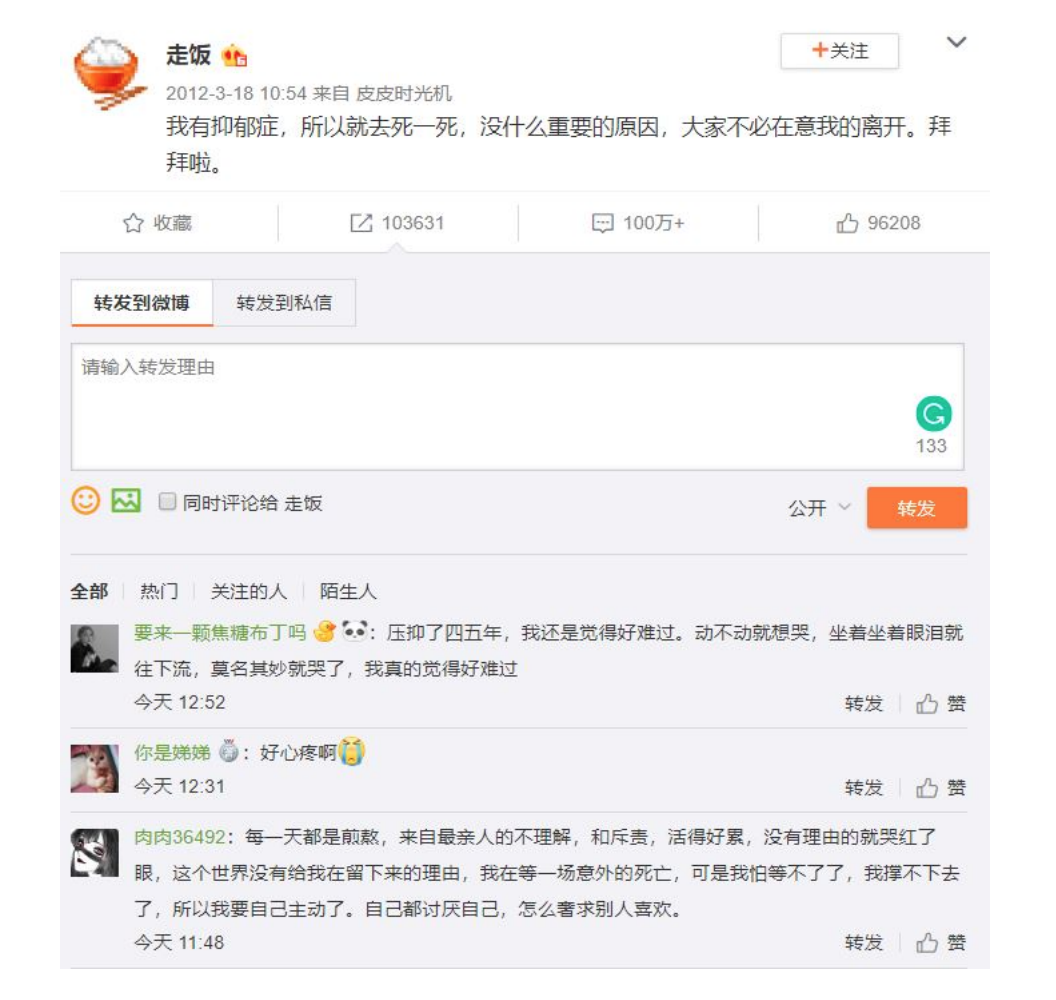 走饭
+关注
2012-3-18 10:54 来自 皮皮时光机
我有抑郁症，所以就去死一死，没什么重要的原因，大家不必在意我的离开。拜
拜啦。
收藏 103631 100万+ 96208
转发到微博 转发到私信
请输入转发理由
133
同时评论给 走饭 公开 转发
全部 热门 关注的人 陌生人
要来一颗焦糖布丁吗：压抑了四五年，我还是觉得好难过。动不动就想哭，坐着坐着眼泪就
往下流，莫名其妙就哭了，我真的觉得好难过
今天 12:52 转发 赞
你是娣娣：好心疼啊
今天 12:31 转发 赞
肉肉36492：每一天都是煎熬，来自最亲人的不理解，和斥责，活得好累，没有理由的就哭红了
眼，这个世界没有给我在留下来的理由，我在等一场意外的死亡，可是我怕等不了了，我撑不下去
了，所以我要自己主动了。自己都讨厌自己，怎么奢求别人喜欢。
今天 11:48 转发 赞